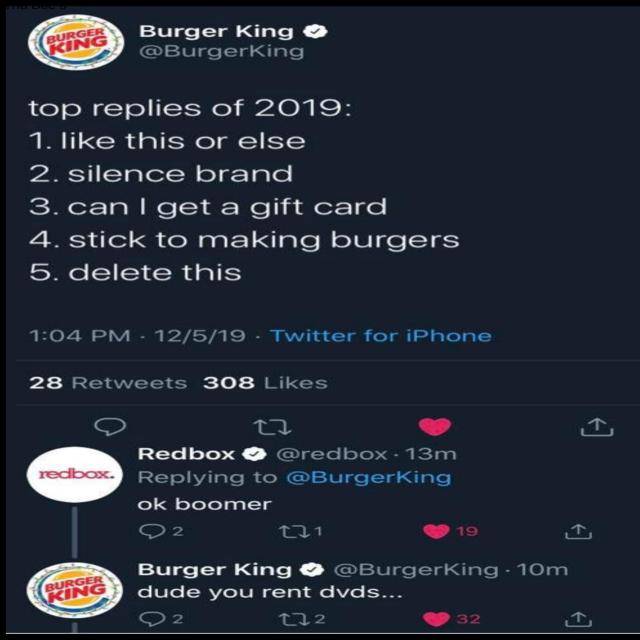 BURGER KING
Burger King
@BurgerKing
top replies of 2019:
1. like this or else
2. silence brand
3. can I get a gift card
4. stick to making burgers
5. delete this
1:04 PM · 12/5/19 · Twitter for iPhone
28 Retweets 308 Likes
redbox.
Redbox @redbox · 13m
Replying to @BurgerKing
ok boomer
2 1 19
BURGER KING
Burger King @BurgerKing · 10m
dude you rent dvds...
2 2 32